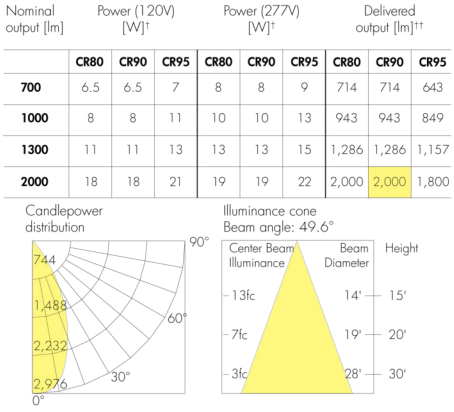 Nominal output [lm] Power (120V) [W]† Power (277V) [W]† Delivered output [lm]††
CR80 CR90 CR95 CR80 CR90 CR95 CR80 CR90 CR95
700 6.5 6.5 7 8 8 9 714 714 643
1000 8 8 11 10 10 13 943 943 849
1300 11 11 13 13 13 15 1,286 1,286 1,157
2000 18 18 21 19 19 22 2,000 2,000 1,800
Candlepower
distribution
90°
744
1,488
60°
2,232
30°
2,976
0°
Illuminance cone
Beam angle: 49.6°
Center Beam Illuminance Beam Diameter Height
13fc 14' 15'
7fc 19' 20'
3fc 28' 30'